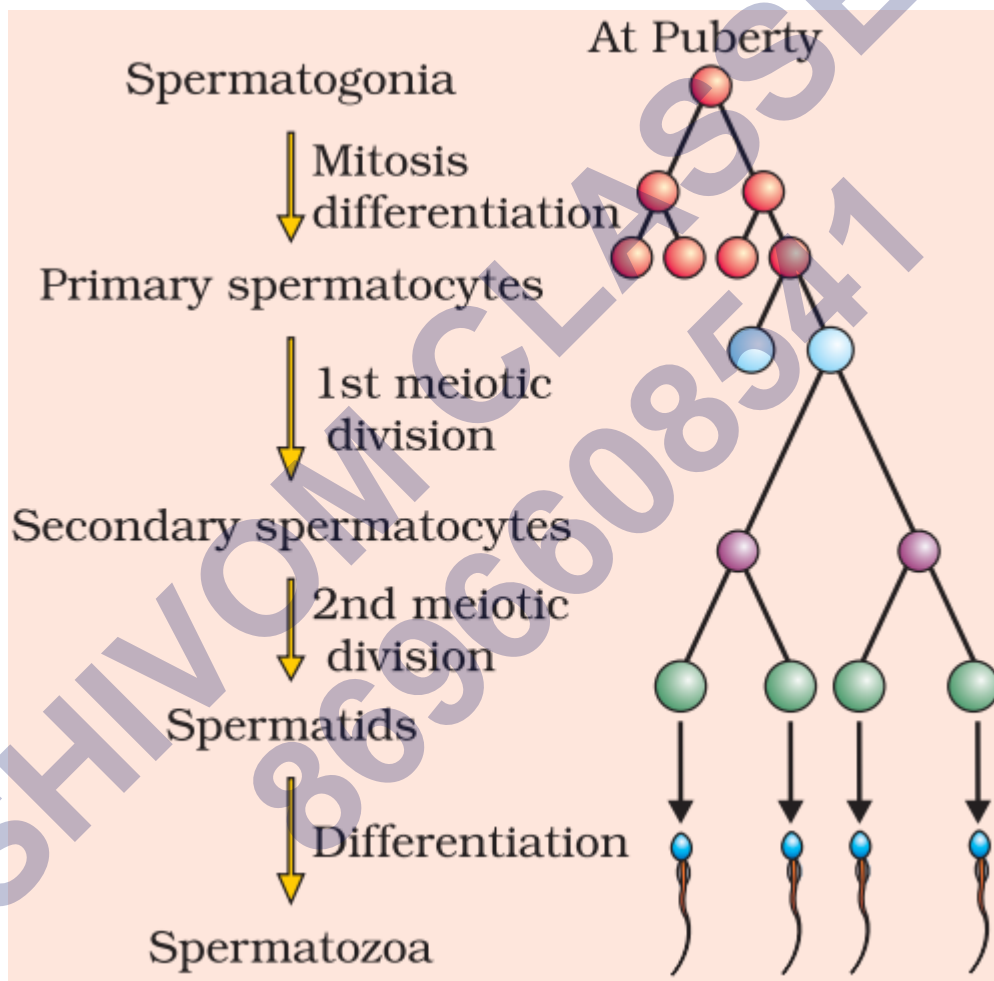 At Puberty
Spermatogonia
Mitosis
differentiation
Primary spermatocytes
1st meiotic
division
Secondary spermatocytes
2nd meiotic
division
Spermatids
Differentiation
Spermatozoa
SHIVOM CLASSE
8696608541